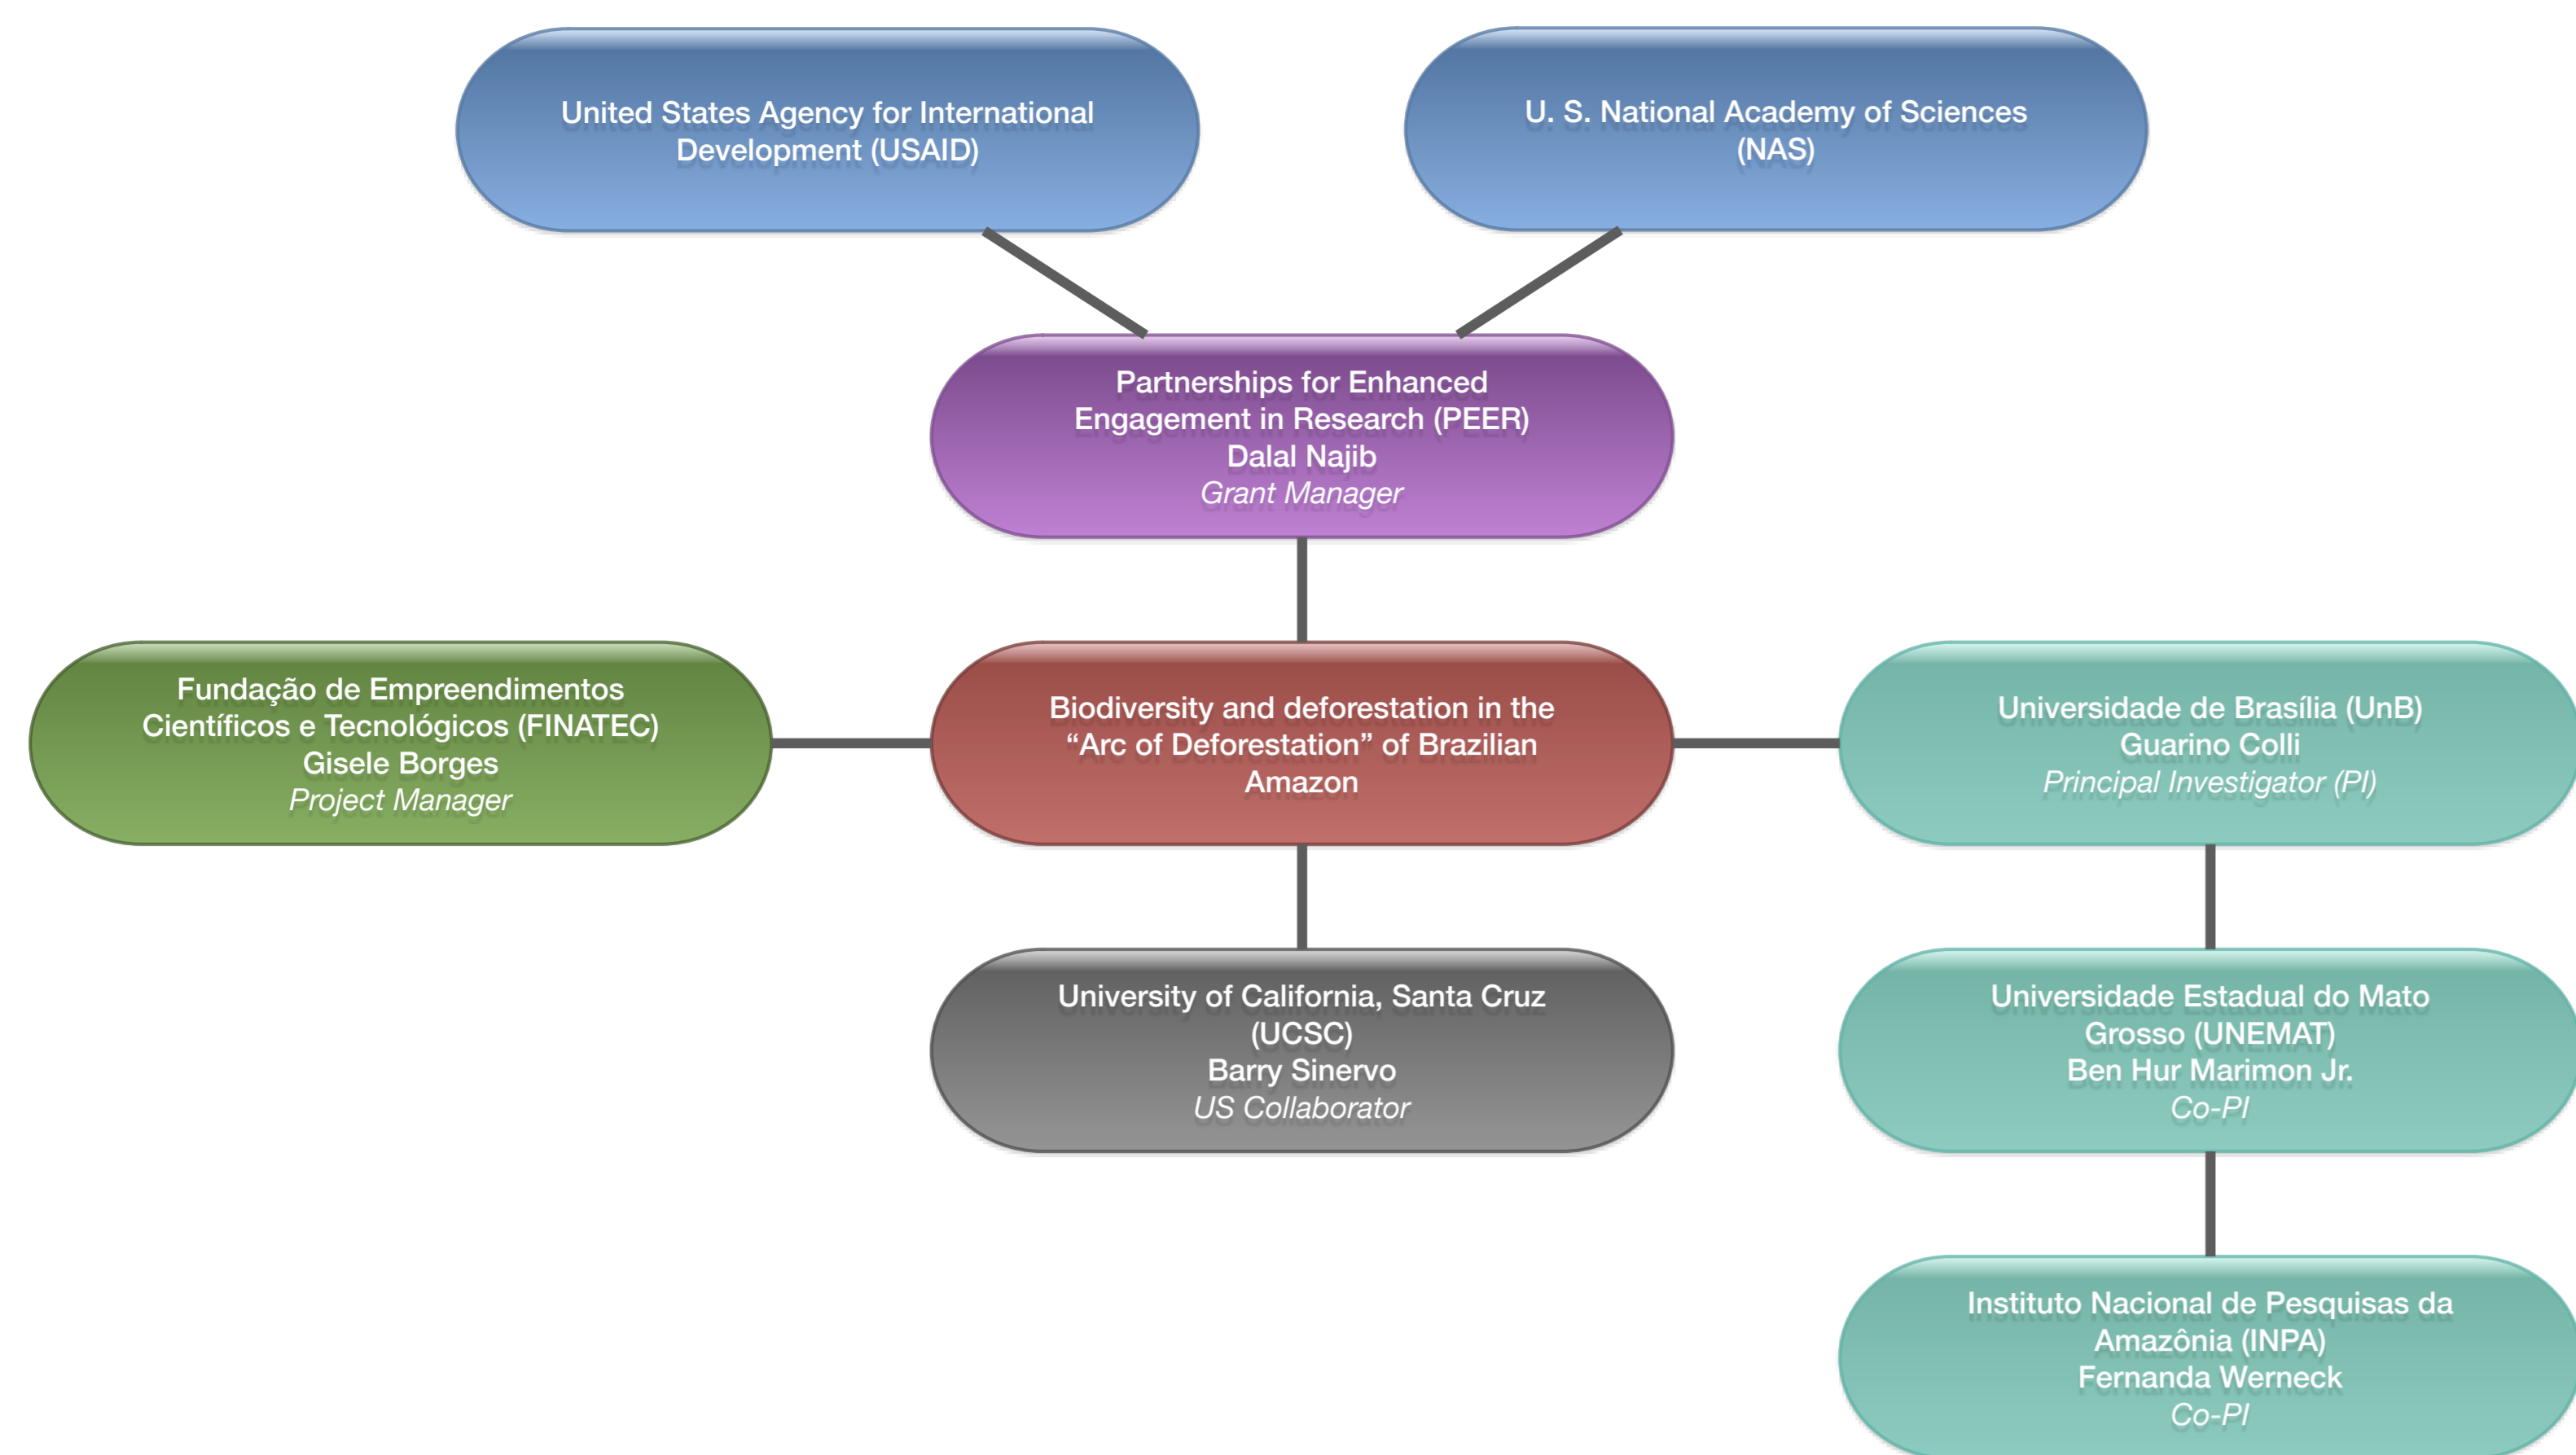 United States Agency for International
Development (USAID)
U. S. National Academy of Sciences
(NAS)
Partnerships for Enhanced
Engagement in Research (PEER)
Dalal Najib
Grant Manager
Fundação de Empreendimentos
Científicos e Tecnológicos (FINATEC)
Gisele Borges
Project Manager
Biodiversity and deforestation in the
“Arc of Deforestation” of Brazilian
Amazon
Universidade de Brasília (UnB)
Guarino Colli
Principal Investigator (PI)
University of California, Santa Cruz
(UCSC)
Barry Sinervo
US Collaborator
Universidade Estadual do Mato
Grosso (UNEMAT)
Ben Hur Marimon Jr.
Co-PI
Instituto Nacional de Pesquisas da
Amazônia (INPA)
Fernanda Werneck
Co-PI